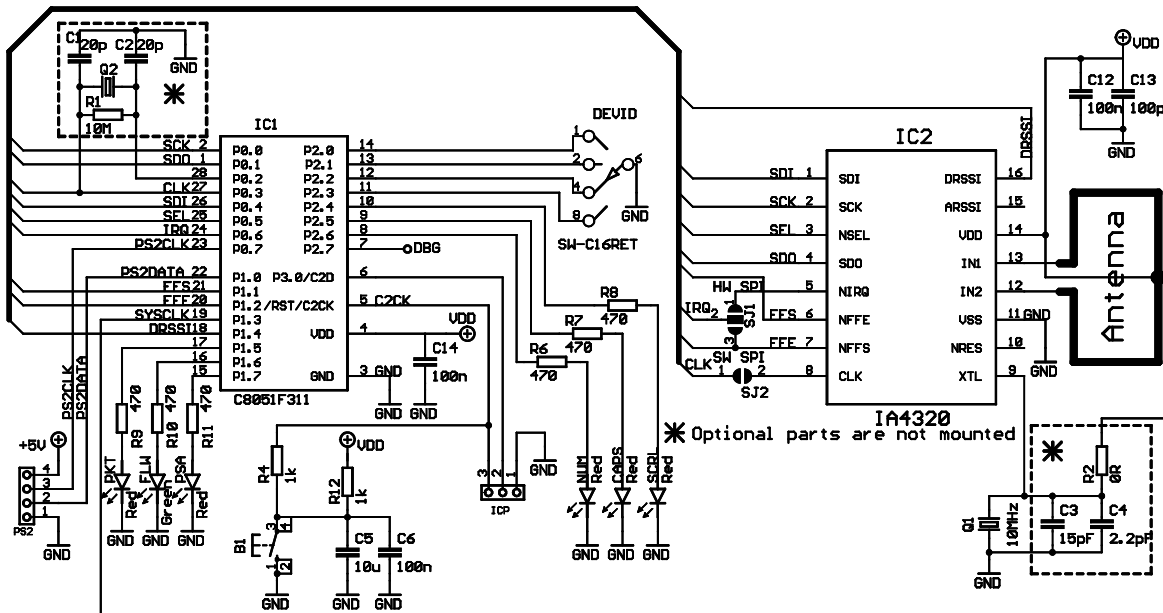 C1 20p C2 20p
GND
Q2
R1
10M
IC1
SCK 2 P0.0 P2.0 14
SDO 1 P0.1 P2.1 13
28 P0.2 P2.2 12
CLK 27 P0.3 P2.3 11
SDI 26 P0.4 P2.4 10
SEL 25 P0.5 P2.5 9
IRQ 24 P0.6 P2.6 8
PS2CLK 23 P0.7 P2.7 7 DBG
PS2DATA 22 P1.0 P3.0/C2D 6
FFS 21 P1.1
FFE 20 P1.2 /RST/C2CK 5 C2CK
SYSCLK 19 P1.3
DRSSI 18 P1.4 VDD 4 VDD
17 P1.5
16 P1.6
15 P1.7 GND 3 GND
C8051F311
C14
100n
GND
GND
DEVID
1
2
4
8
6
GND
SW-C16RET
R8
470
R7
470
R6
470
PS2CLK
PS2DATA
470
R9
470
R10
470
R11
+5V
4
3
2
1
PS2
GND
PKT
Red
GND
FLW
Green
GND
PSA
Red
GND
R4
1k
VDD
R12
1k
B1
3 4
1 2
GND
C5
10u
GND
C6
100n
GND
3 2 1
ICP
GND
NUM
Red
GND
CAPS
Red
GND
SCRL
Red
GND
IC2
SDI 1 SDI DRSSI 16
SCK 2 SCK ARSSI 15
SEL 3 NSEL VDD 14
SDO 4 SDO IN1 13
5 NIRQ IN2 12
FFS 6 NFFE VSS 11 GND
FFE 7 NFFS NRES 10
8 CLK XTL 9
IA4320
HW SPI
IRQ 2 1 SJ1
3
SW SPI
CLK 1 2
SJ2
DRSSI
VDD
C12
100n
C13
100p
GND
Antenna
GND
Optional parts are not mounted
R2
0R
Q1
10MHz
C3
15pF
C4
2.2pF
GND